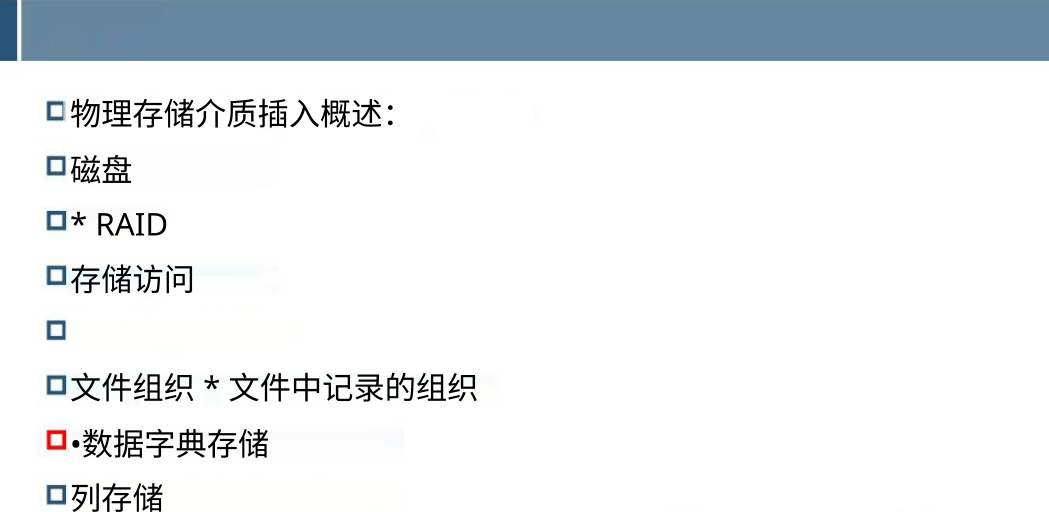 物理存储介质插入概述：
磁盘
* RAID
存储访问
文件组织 * 文件中记录的组织
•数据字典存储
列存储